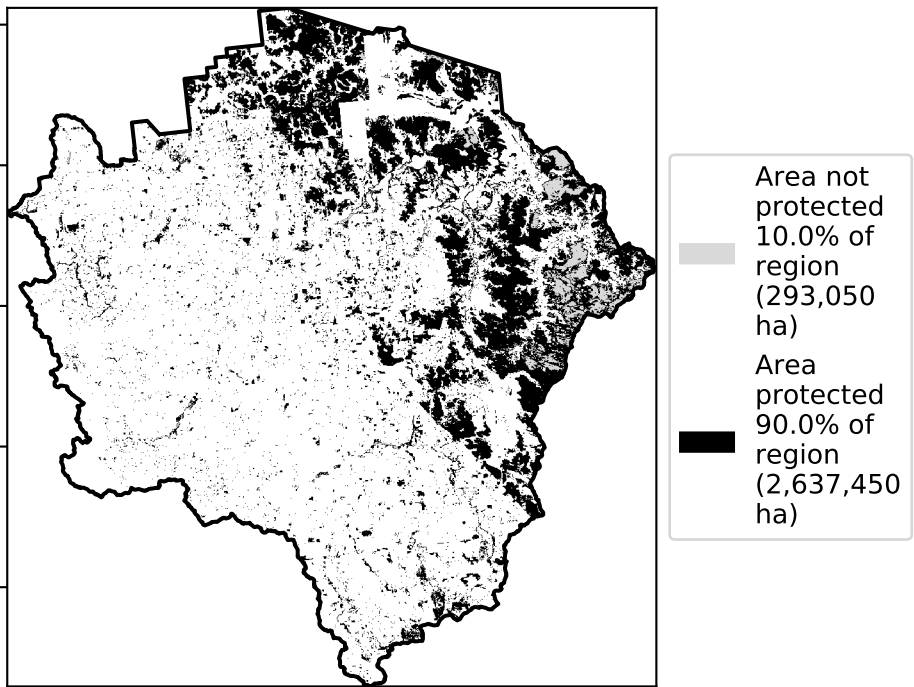 Area not
protected
10.0% of
region
(293,050
ha)
Area
protected
90.0% of
region
(2,637,450
ha)